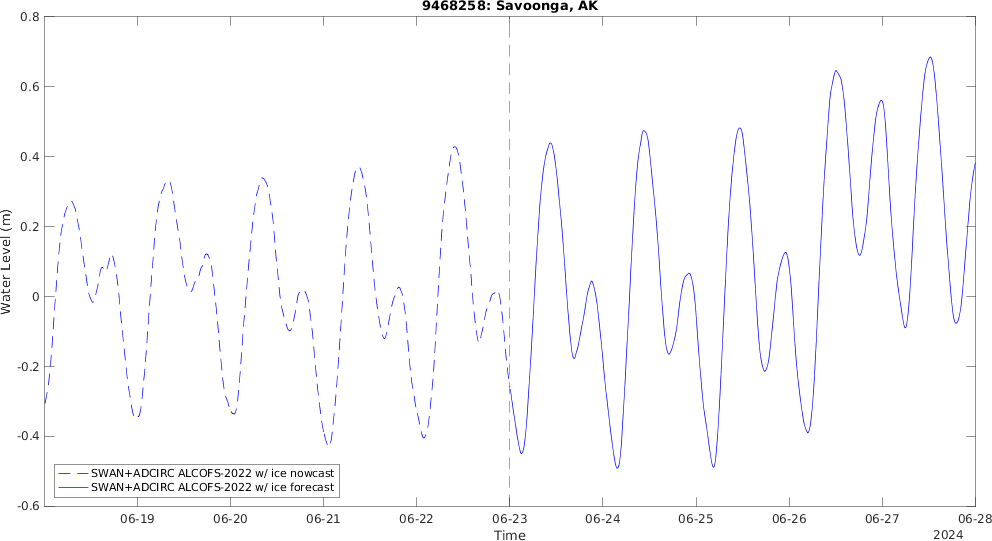 9468258: Savoonga, AK
0.8
0.6
0.4
0.2
0
-0.2
-0.4
-0.6
Water Level (m)
SWAN+ADCIRC ALCOFS-2022 w/ ice nowcast
SWAN+ADCIRC ALCOFS-2022 w/ ice forecast
06-19 06-20 06-21 06-22 06-23 06-24 06-25 06-26 06-27 06-28
Time
2024